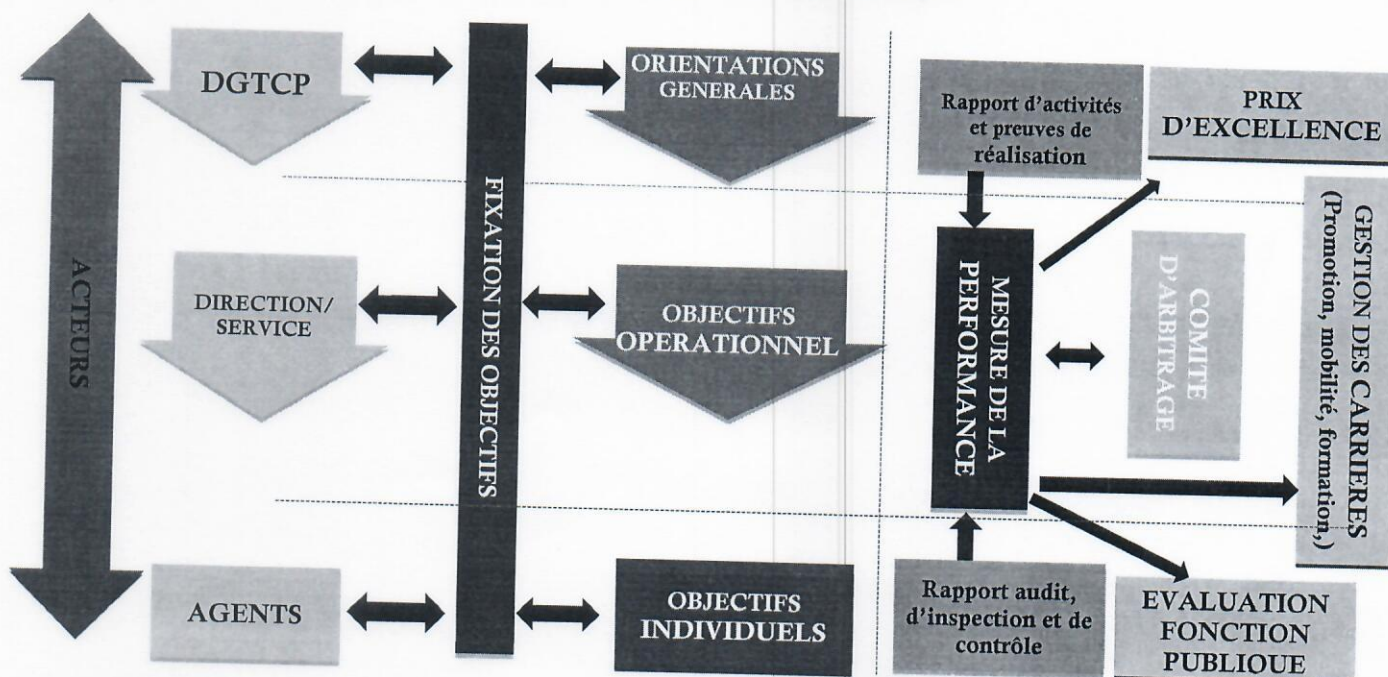 DGTCP
ORIENTATIONS
GENERALES
Rapport d'activités
et preuves de
réalisation
PRIX
D'EXCELLENCE
ACTEURS
FIXATION DES OBJECTIFS
DIRECTION/
SERVICE
OBJECTIFS
OPERATIONNEL
MESURE DE LA
PERFORMANCE
COMITE
D'ARBITRAGE
GESTION DES CARRIERES
(Promotion, mobilité, formation,)
AGENTS
OBJECTIFS
INDIVIDUELS
Rapport audit,
d'inspection et de
contrôle
EVALUATION
FONCTION
PUBLIQUE